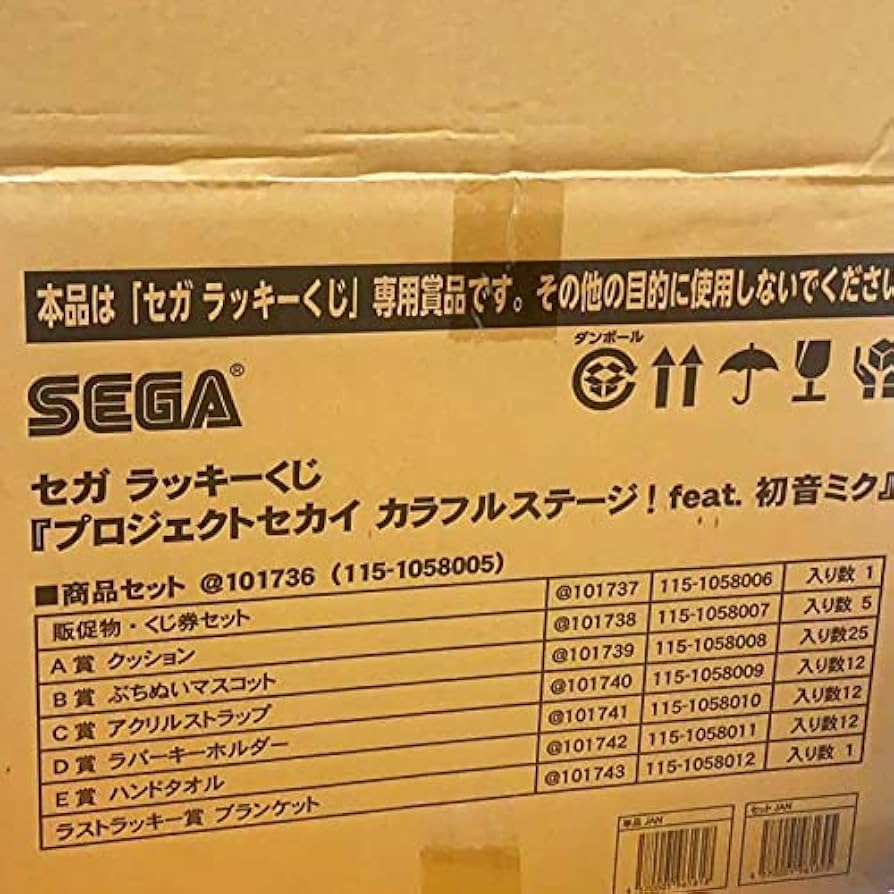 本品は「セガ ラッキーくじ」専用賞品です。その他の目的に使用しないでください
ダンボール
SEGA®
セガ ラッキーくじ
『プロジェクトセカイ カラフルステージ！ feat. 初音ミク』
■商品セット @101736 (115-1058005)
販促物・くじ券セット @101737 115-1058006 入り数 1
A賞 クッション @101738 115-1058007 入り数 5
B賞 ぷちぬいマスコット @101739 115-1058008 入り数25
C賞 アクリルストラップ @101740 115-1058009 入り数12
D賞 ラバーキーホルダー @101741 115-1058010 入り数12
E賞 ハンドタオル @101742 115-1058011 入り数12
ラストラッキー賞 ブランケット @101743 115-1058012 入り数 1
単品 JAN セット JAN